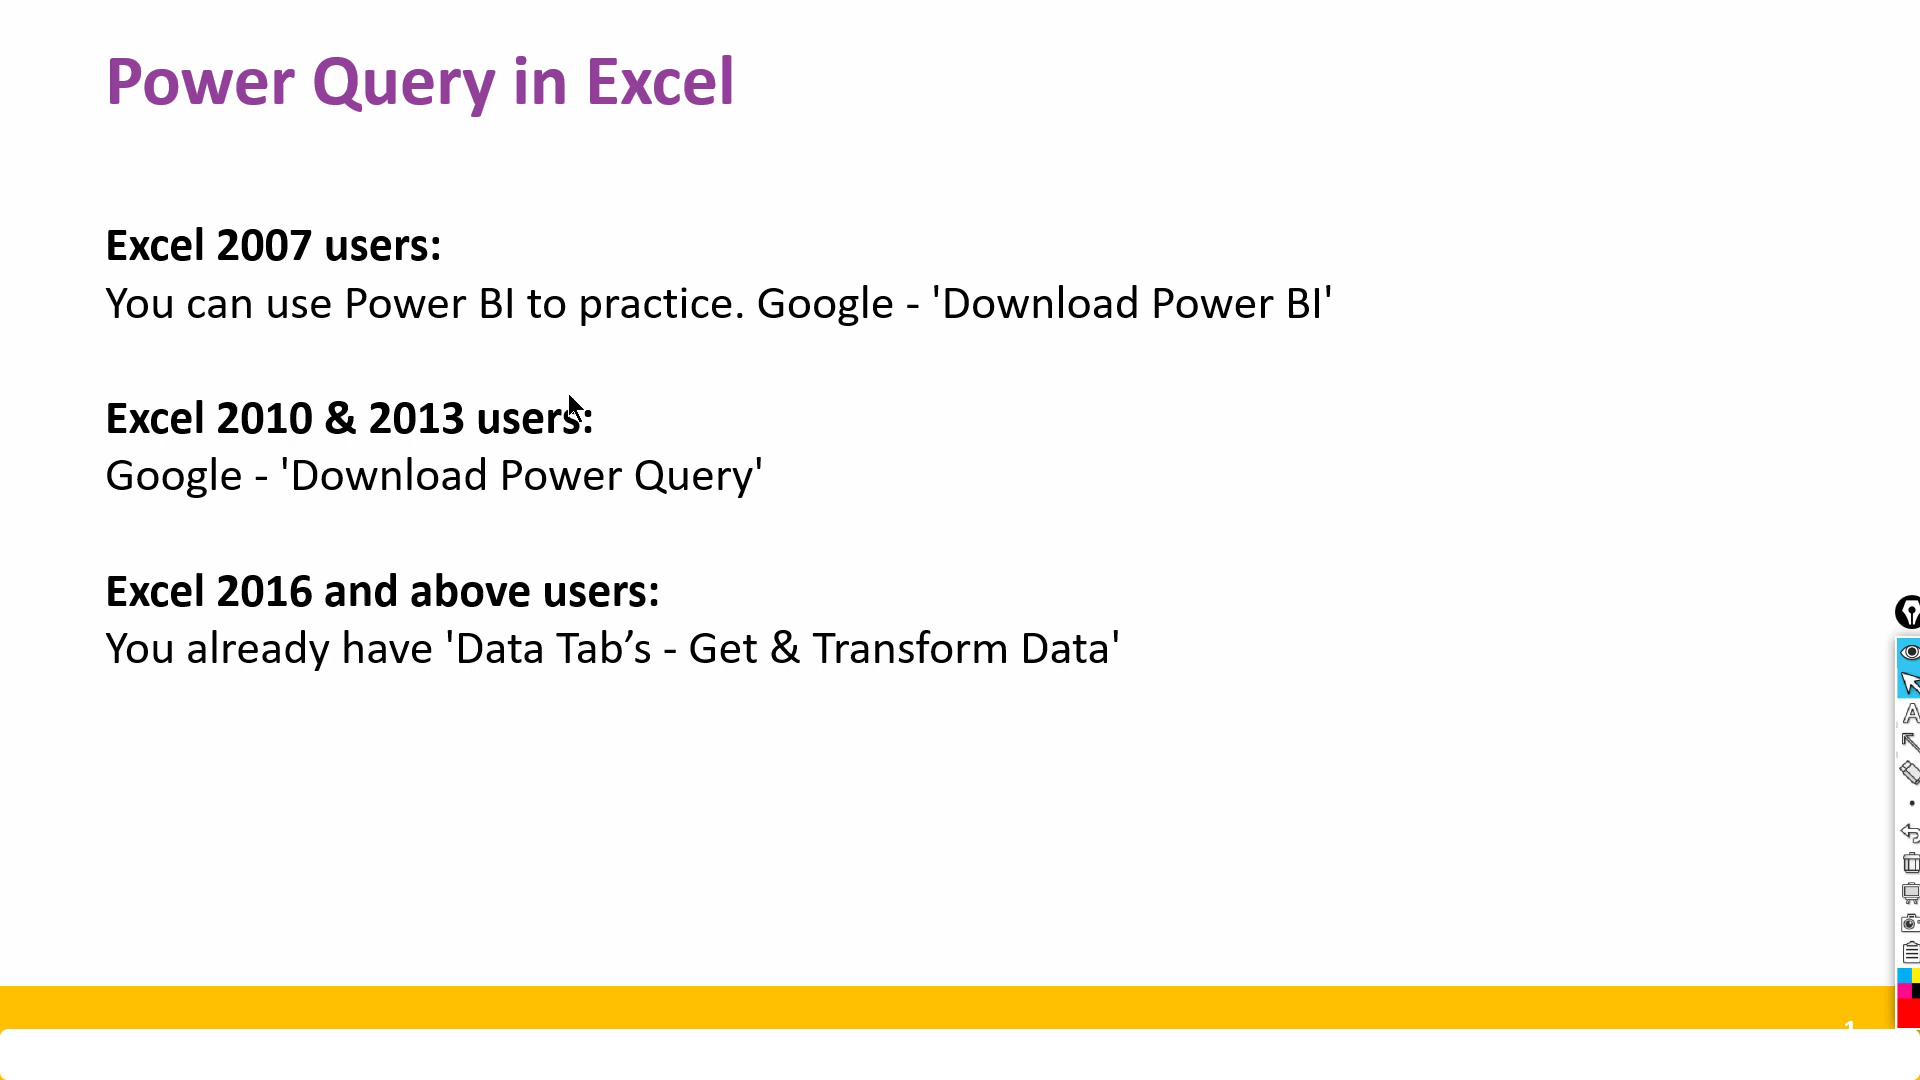 Power Query in Excel
Excel 2007 users:
You can use Power BI to practice. Google - 'Download Power BI'
Excel 2010 & 2013 users:
Google - 'Download Power Query'
Excel 2016 and above users:
You already have 'Data Tab’s - Get & Transform Data'